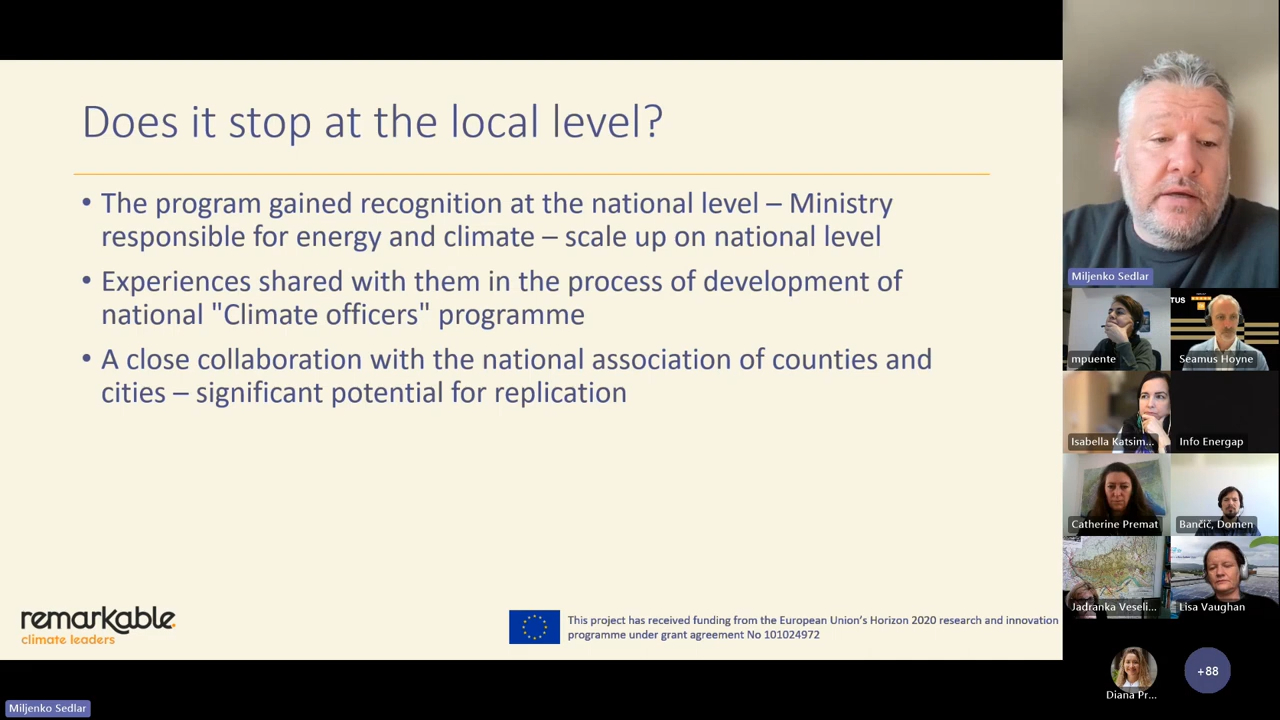 Does it stop at the local level?
• The program gained recognition at the national level – Ministry
responsible for energy and climate – scale up on national level
• Experiences shared with them in the process of development of
national "Climate officers" programme
• A close collaboration with the national association of counties and
cities – significant potential for replication
remarkable.
climate leaders
This project has received funding from the European Union's Horizon 2020 research and innovation
programme under grant agreement No 101024972
Miljenko Sedlar
Miljenko Sedlar
TUS
mpuente
Seamus Hoyne
Isabella Katsim...
Info Energap
Catherine Premat
Bančič, Domen
Jadranka Veseli...
Lisa Vaughan
Diana Pr...
+88